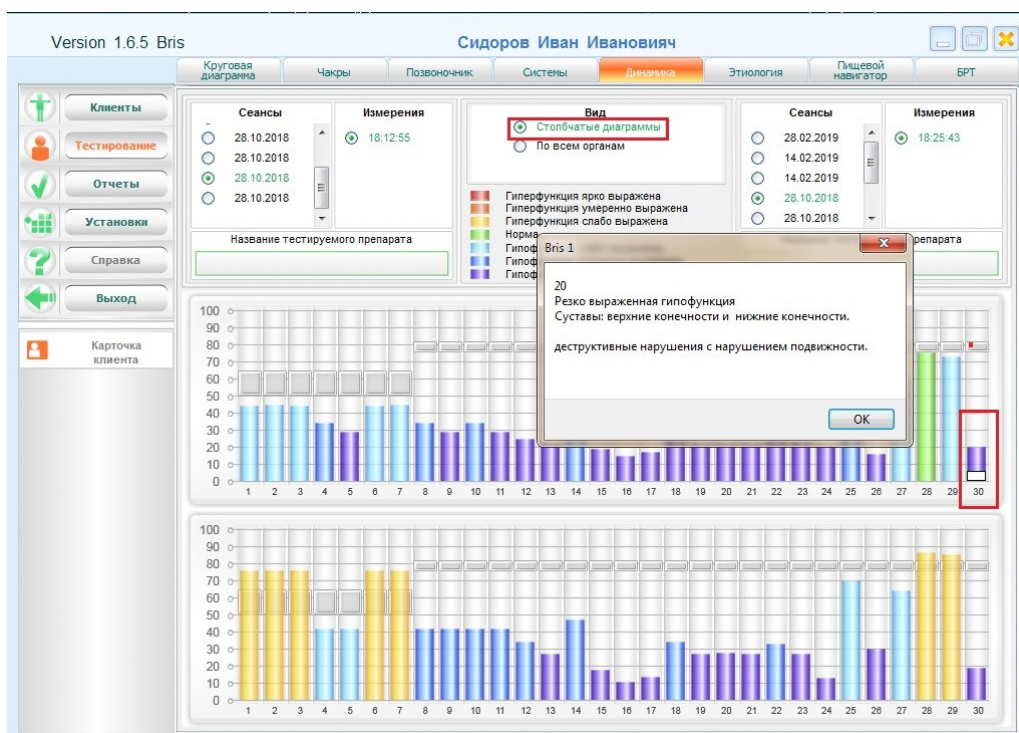 Version 1.6.5 Bris
Сидоров Иван Ивановияч
Круговая диаграмма
Чакры
Позвоночник
Системы
Динамика
Этиология
Пищевой навигатор
БРТ
Клиенты
Тестирование
Отчеты
Установки
Справка
Выход
Карточка клиента
Сеансы
28.10.2018
28.10.2018
28.10.2018
28.10.2018
Измерения
18:12:55
Название тестируемого препарата
Вид
Столбчатые диаграммы
По всем органам
Гиперфункция ярко выражена
Гиперфункция умеренно выражена
Гиперфункция слабо выражена
Норма
Гипоф
Гипоф
Гипоф
Сеансы
28.02.2019
14.02.2019
14.02.2019
28.10.2018
28.10.2018
Измерения
18:25:43
репарата
Bris 1
20
Резко выраженная гипофункция
Суставы: верхние конечности и нижние конечности.
деструктивные нарушения с нарушением подвижности.
OK
100
90
80
70
60
50
40
30
20
10
0
1 2 3 4 5 6 7 8 9 10 11 12 13 14 15 16 17 18 19 20 21 22 23 24 25 26 27 28 29 30
100
90
80
70
60
50
40
30
20
10
0
1 2 3 4 5 6 7 8 9 10 11 12 13 14 15 16 17 18 19 20 21 22 23 24 25 26 27 28 29 30